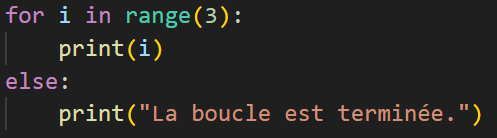 for i in range(3):
    print(i)
else:
    print("La boucle est terminée.")